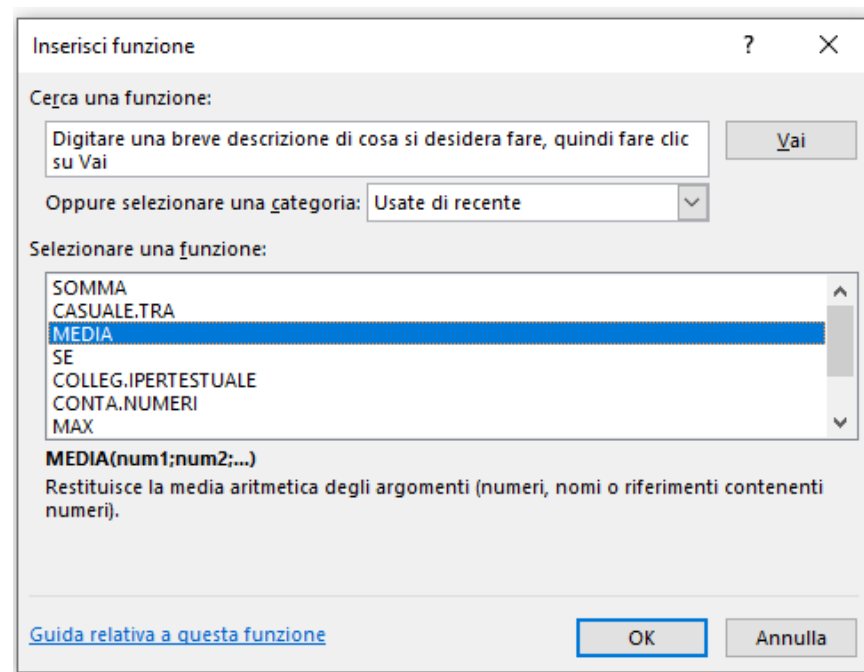 Inserisci funzione
Cerca una funzione:
Digitare una breve descrizione di cosa si desidera fare, quindi fare clic
su Vai
Vai
Oppure selezionare una categoria: Usate di recente
Selezionare una funzione:
SOMMA
CASUALE.TRA
MEDIA
SE
COLLEG.IPERTESTUALE
CONTA.NUMERI
MAX
MEDIA(num1;num2;...)
Restituisce la media aritmetica degli argomenti (numeri, nomi o riferimenti contenenti
numeri).
Guida relativa a questa funzione
OK
Annulla